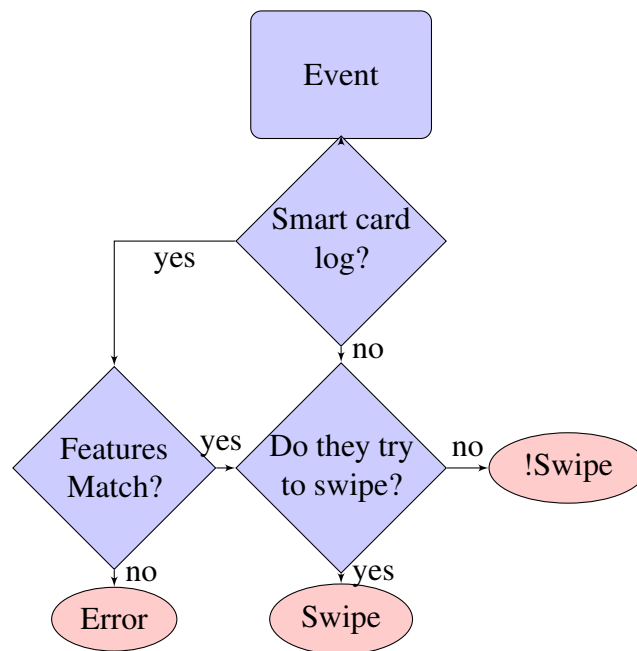 Event
Smart card
log?
yes
no
Features
Match?
yes
Do they try
to swipe?
no
!Swipe
no
yes
Error
Swipe